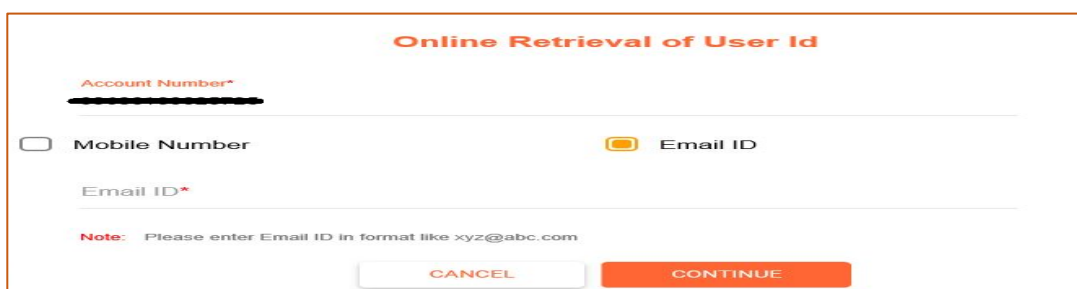 Online Retrieval of User Id
Account Number*
Mobile Number
Email ID
Email ID*
Note: Please enter Email ID in format like xyz@abc.com
CANCEL
CONTINUE